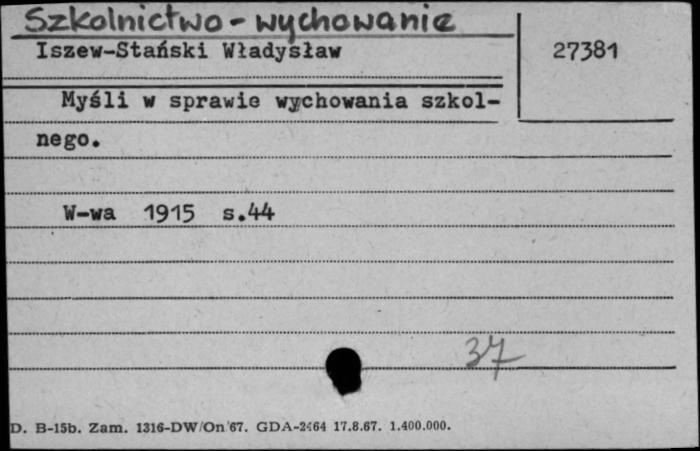 Szkolnictwo - wychowanie
Iszew-Stański Władysław
27381
Myśli w sprawie wychowania szkol-
nego.
W-wa 1915 s.44
37
D. B-15b. Zam. 1316-DW/On/67. GDA-2464 17.8.67. 1.400.000.